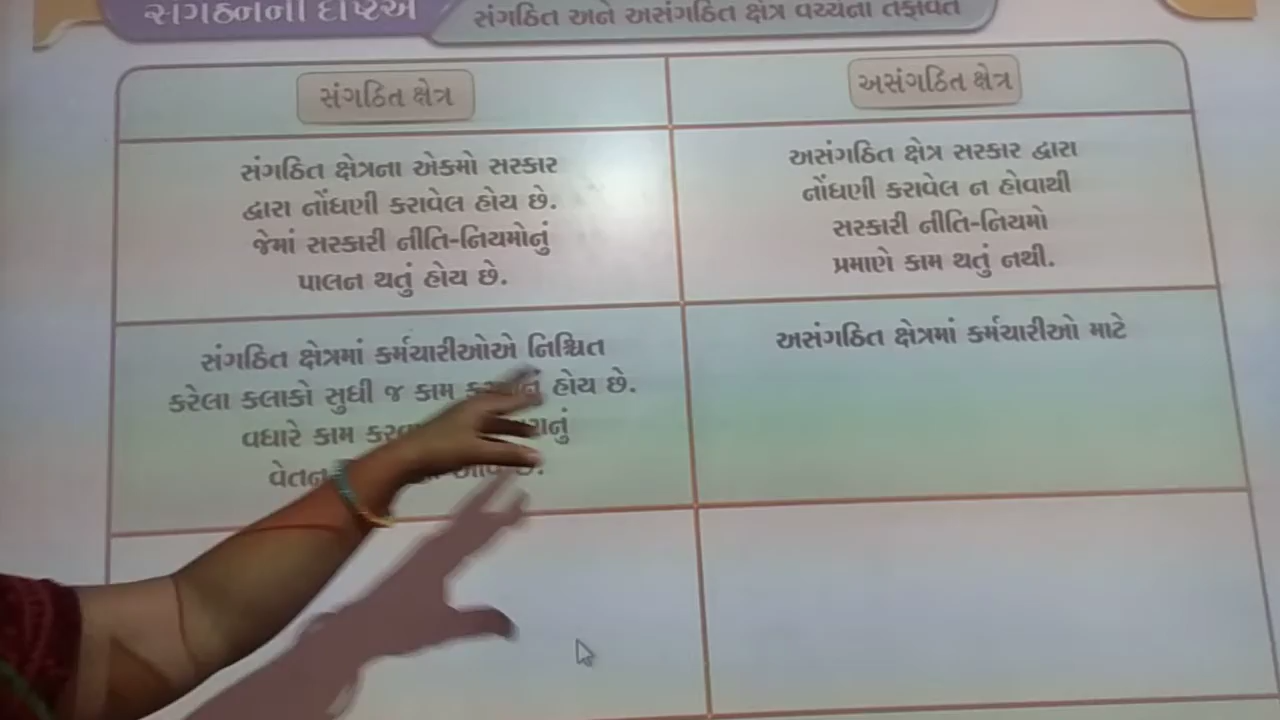 સંગઠનની દૃષ્ટિએ
સંગઠિત અને અસંગઠિત ક્ષેત્ર વચ્ચેના તફાવત
સંગઠિત ક્ષેત્ર
અસંગઠિત ક્ષેત્ર
સંગઠિત ક્ષેત્રના એકમો સરકાર
દ્વારા નોંધણી કરાવેલ હોય છે.
જેમાં સરકારી નીતિ-નિયમોનું
પાલન થતું હોય છે.
અસંગઠિત ક્ષેત્ર સરકાર દ્વારા
નોંધણી કરાવેલ ન હોવાથી
સરકારી નીતિ-નિયમો
પ્રમાણે કામ થતું નથી.
સંગઠિત ક્ષેત્રમાં કર્મચારીઓએ નિશ્ચિત
કરેલા કલાકો સુધી જ કામ હોય છે.
વધારે કામ
વેતન
અસંગઠિત ક્ષેત્રમાં કર્મચારીઓ માટે